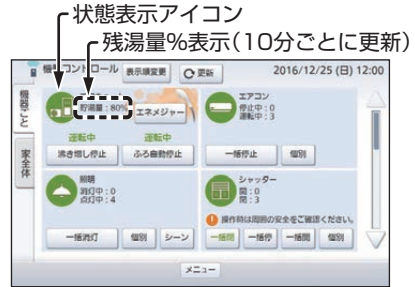 状態表示アイコン
残湯量%表示(10分ごとに更新)
コントロール 表示順変更 更新 2016/12/25 (日) 12:00
機器ごと
家全体
貯湯量：80% エネメジャー
運転中 運転中
沸き増し停止 ふろ自動停止
エアコン
停止中：0
運転中：3
一括停止 個別
照明
消灯中：0
点灯中：4
一括消灯 個別 シーン
シャッター
開：0
閉：3
操作時は周囲の安全をご確認ください。
一括閉 一括停 一括開 個別
メニュー